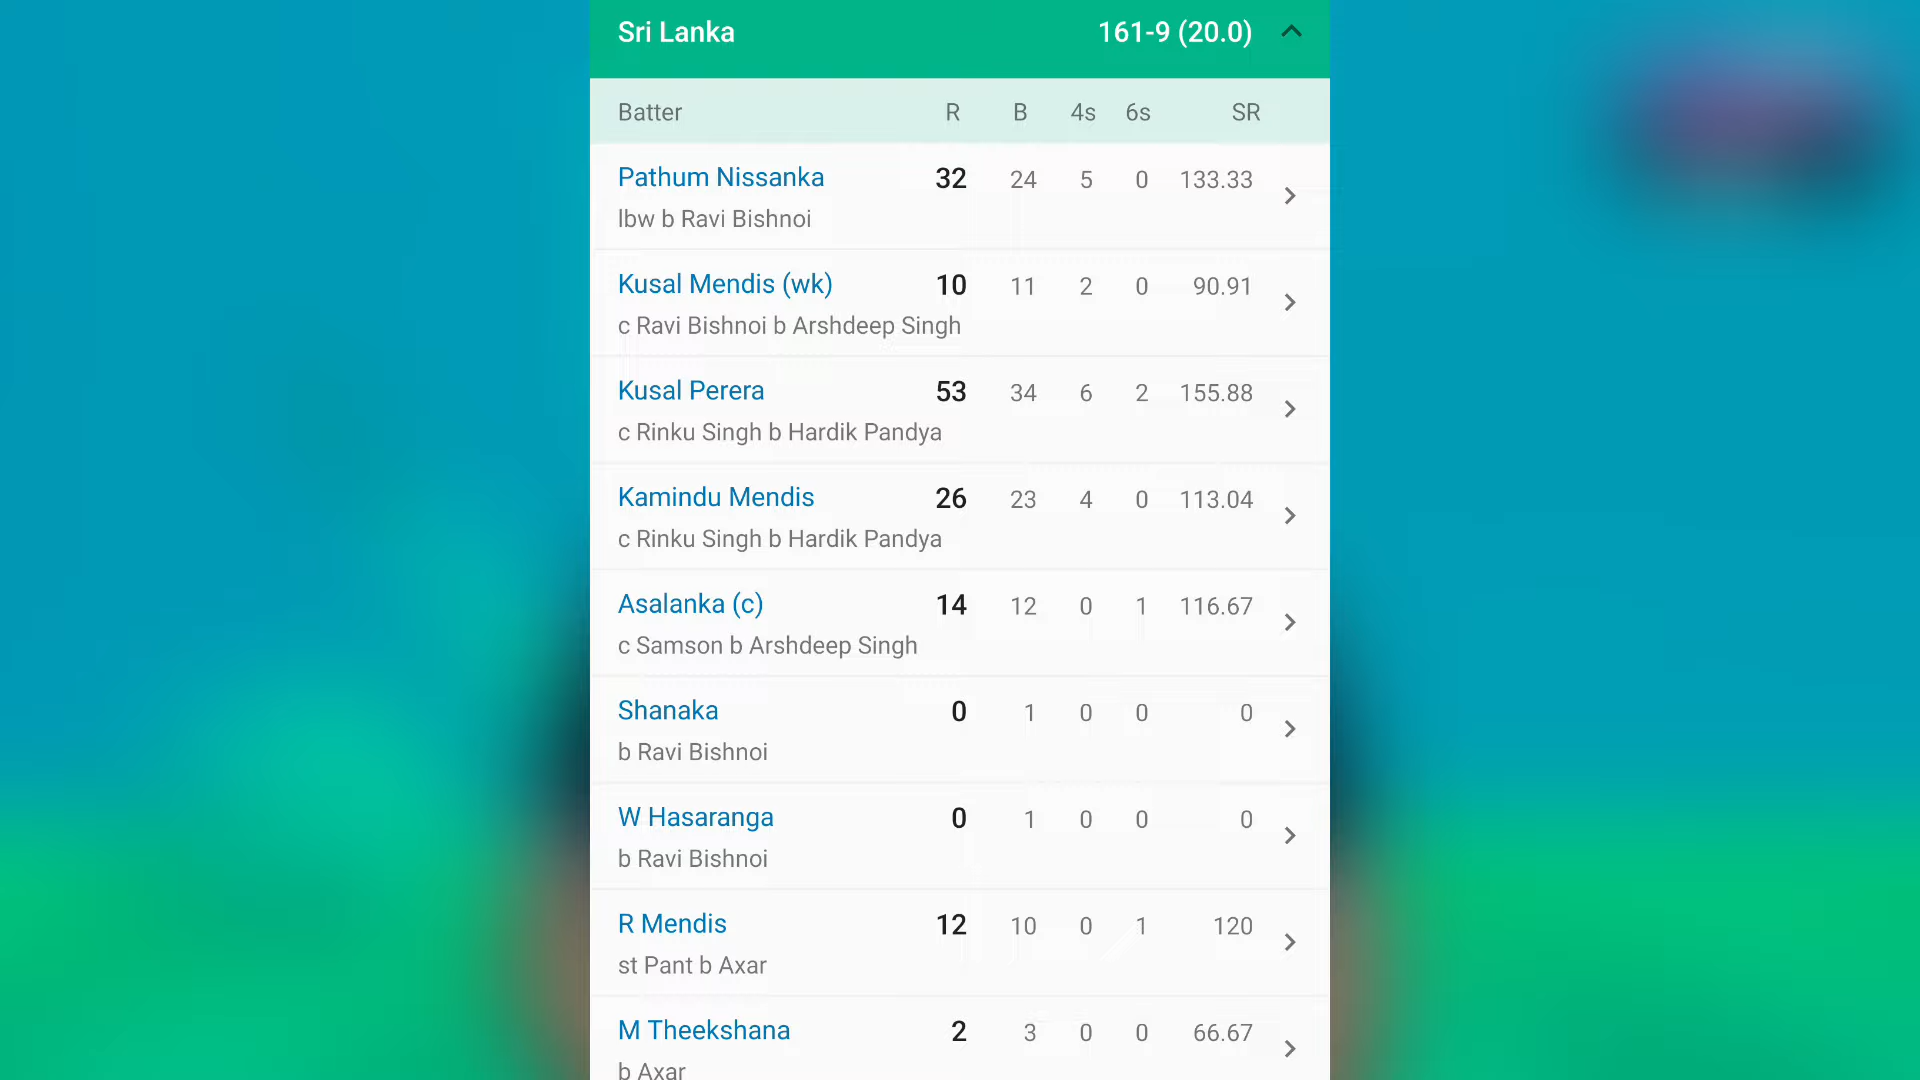 Sri Lanka 161-9 (20.0)
Batter R B 4s 6s SR
Pathum Nissanka 32 24 5 0 133.33
lbw b Ravi Bishnoi
Kusal Mendis (wk) 10 11 2 0 90.91
c Ravi Bishnoi b Arshdeep Singh
Kusal Perera 53 34 6 2 155.88
c Rinku Singh b Hardik Pandya
Kamindu Mendis 26 23 4 0 113.04
c Rinku Singh b Hardik Pandya
Asalanka (c) 14 12 0 1 116.67
c Samson b Arshdeep Singh
Shanaka 0 1 0 0 0
b Ravi Bishnoi
W Hasaranga 0 1 0 0 0
b Ravi Bishnoi
R Mendis 12 10 0 1 120
st Pant b Axar
M Theekshana 2 3 0 0 66.67
b Axar